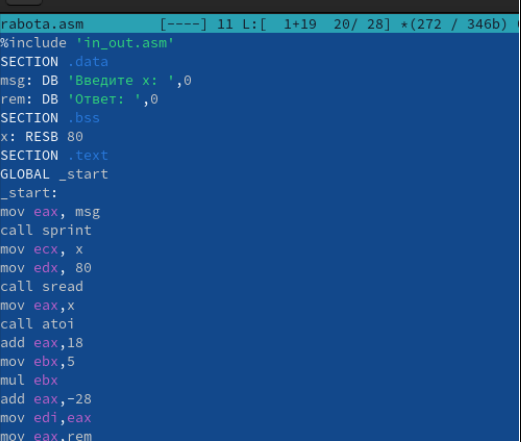 rabota.asm [----] 11 L:[ 1+19 20/ 28] *(272 / 346b)
%include 'in_out.asm'
SECTION .data
msg: DB 'Введите x: ',0
rem: DB 'Ответ: ',0
SECTION .bss
x: RESB 80
SECTION .text
GLOBAL _start
_start:
mov eax, msg
call sprint
mov ecx, x
mov edx, 80
call sread
mov eax,x
call atoi
add eax,18
mov ebx,5
mul ebx
add eax,-28
mov edi,eax
mov eax,rem